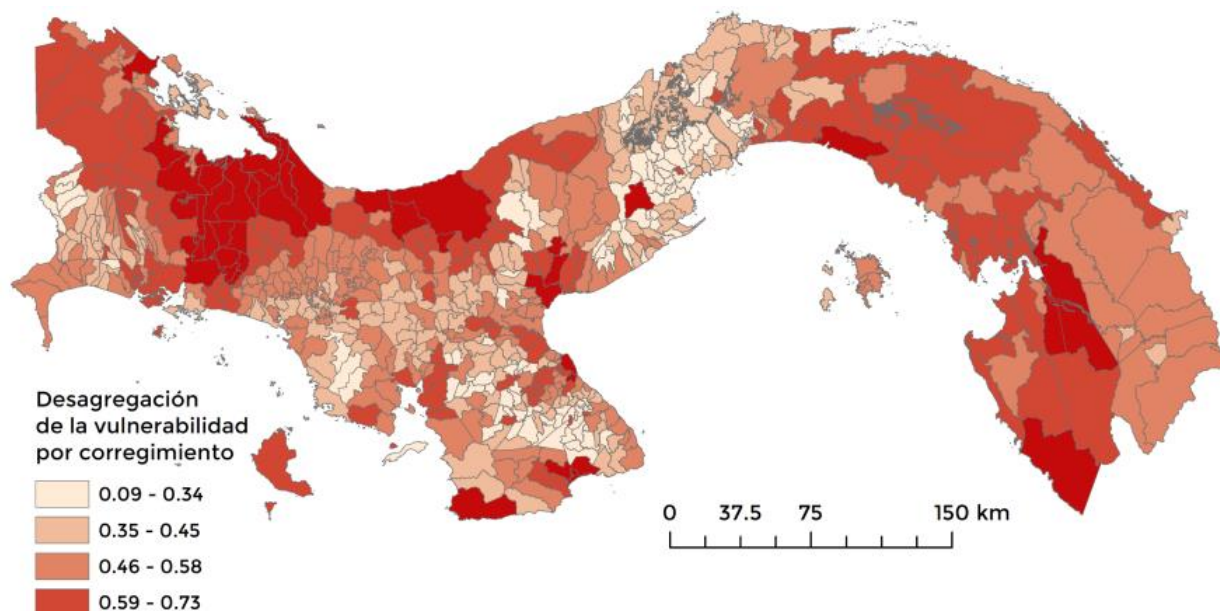 Desagregación
de la vulnerabilidad
por corregimiento
0.09 - 0.34
0.35 - 0.45
0.46 - 0.58
0.59 - 0.73
0 37.5 75 150 km